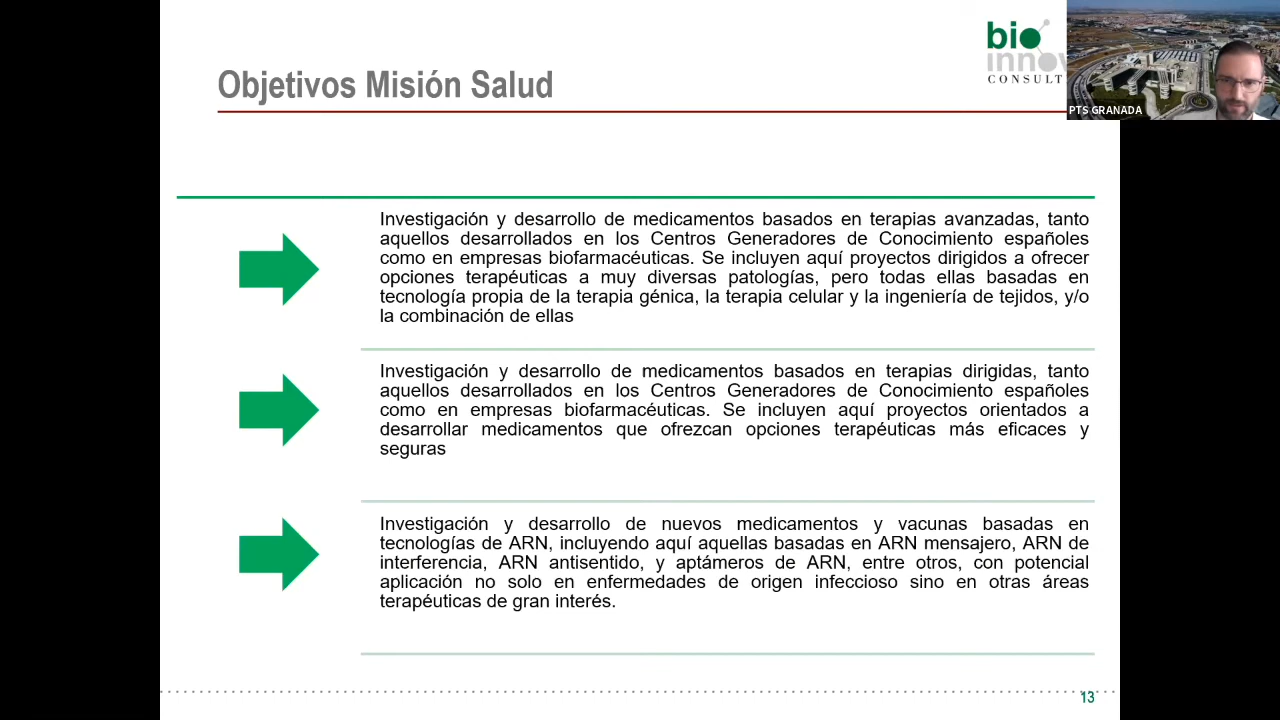 Objetivos Misión Salud
bio
innov
CONSULT
PTS GRANADA
Investigación y desarrollo de medicamentos basados en terapias avanzadas, tanto
aquellos desarrollados en los Centros Generadores de Conocimiento españoles
como en empresas biofarmacéuticas. Se incluyen aquí proyectos dirigidos a ofrecer
opciones terapéuticas a muy diversas patologías, pero todas ellas basadas en
tecnología propia de la terapia génica, la terapia celular y la ingeniería de tejidos, y/o
la combinación de ellas
Investigación y desarrollo de medicamentos basados en terapias dirigidas, tanto
aquellos desarrollados en los Centros Generadores de Conocimiento españoles
como en empresas biofarmacéuticas. Se incluyen aquí proyectos orientados a
desarrollar medicamentos que ofrezcan opciones terapéuticas más eficaces y
seguras
Investigación y desarrollo de nuevos medicamentos y vacunas basadas en
tecnologías de ARN, incluyendo aquí aquellas basadas en ARN mensajero, ARN de
interferencia, ARN antisentido, y aptámeros de ARN, entre otros, con potencial
aplicación no solo en enfermedades de origen infeccioso sino en otras áreas
terapéuticas de gran interés.
13